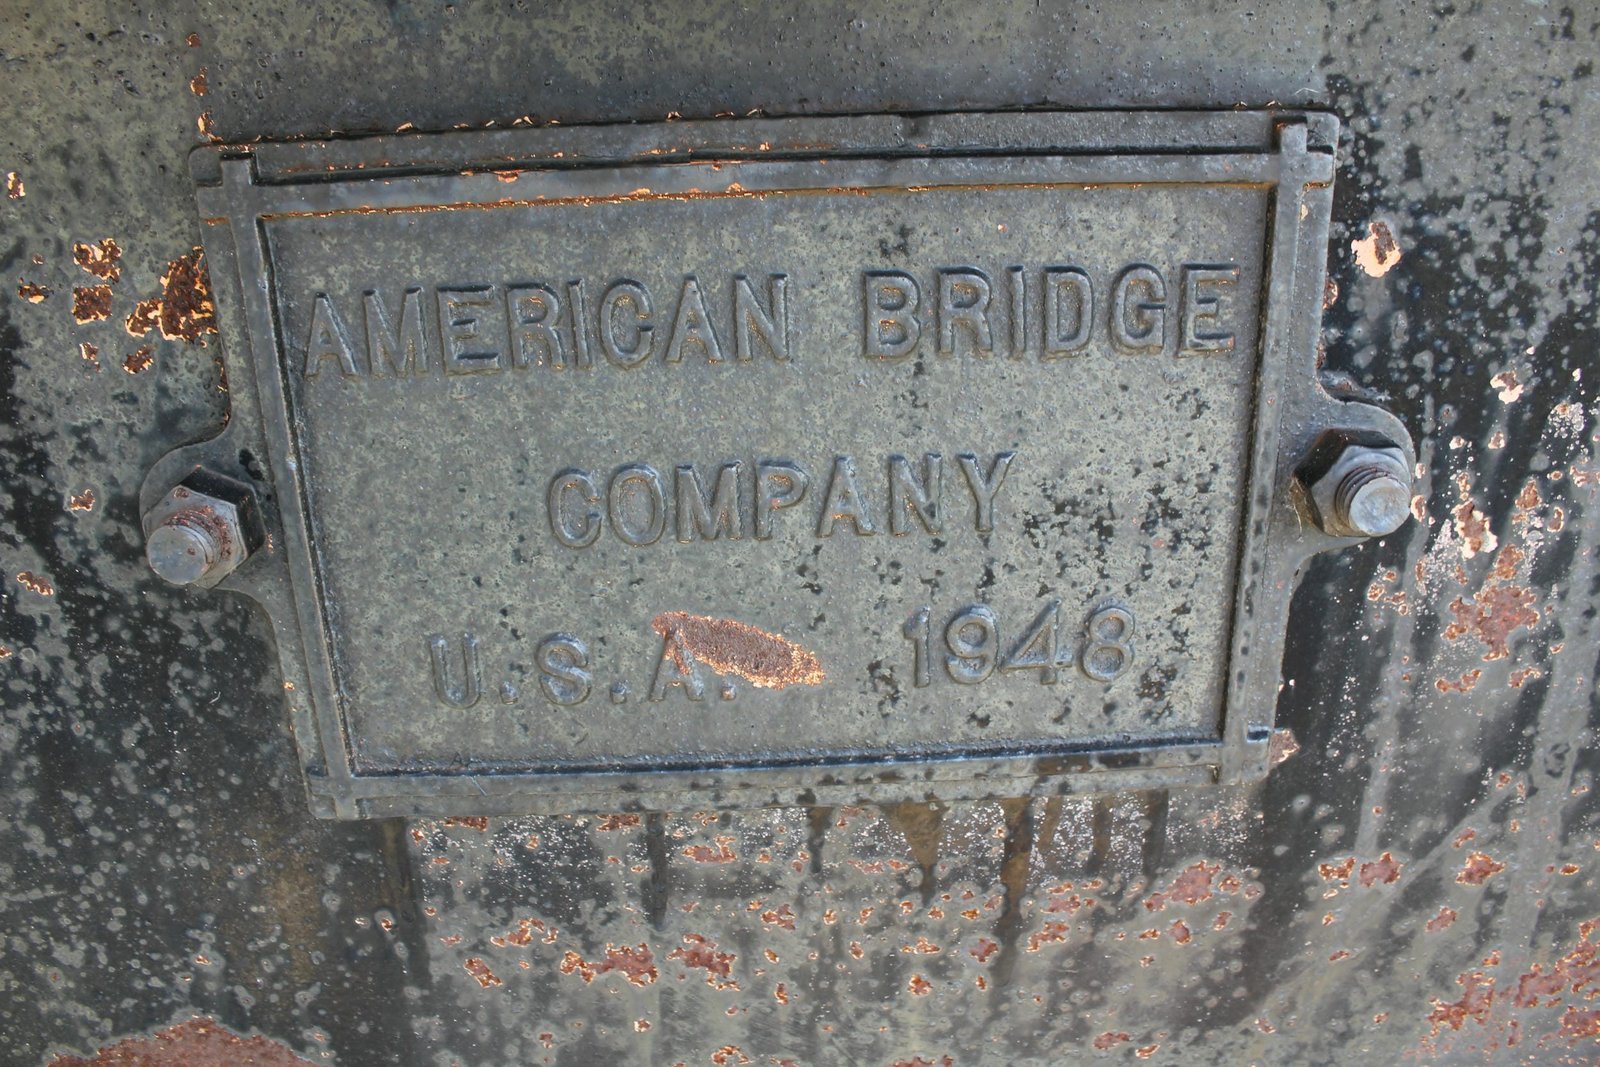 AMERICAN BRIDGE
COMPANY
U.S.A. 1948